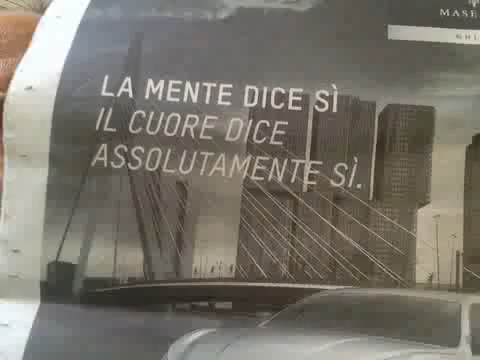 LA MENTE DICE SÌ
IL CUORE DICE
ASSOLUTAMENTE SÌ.